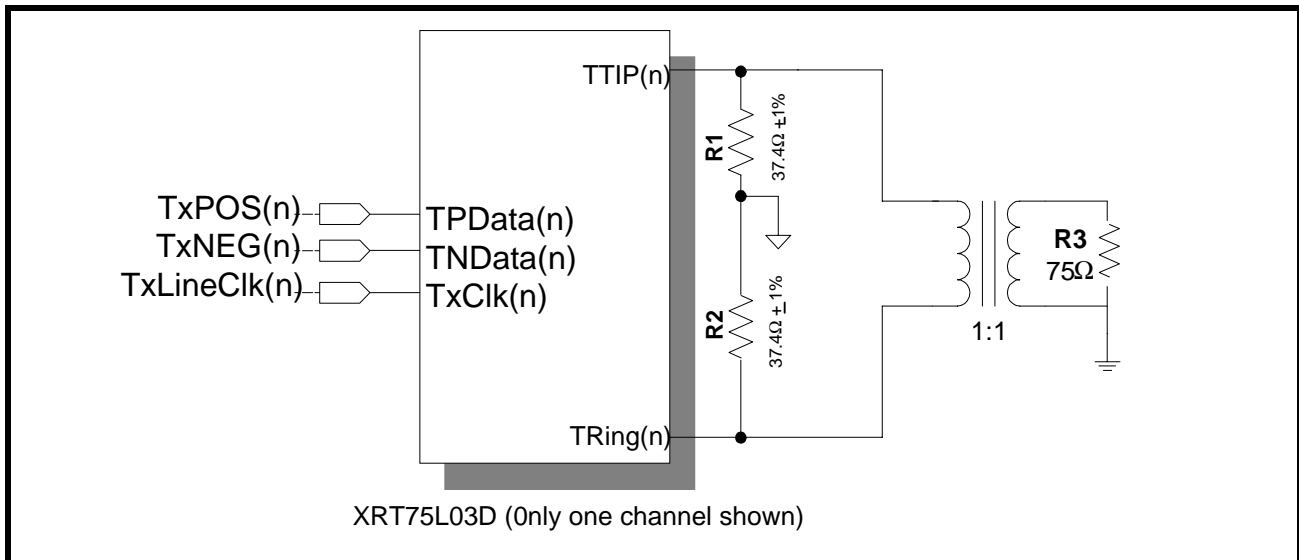 TTIP(n)
R1
37.4Ω ±1%
TxPOS(n)
TPData(n)
TxNEG(n)
TNData(n)
TxLineClk(n)
TxClk(n)
R2
37.4Ω ±1%
R3
75Ω
1:1
TRing(n)
XRT75L03D (0nly one channel shown)